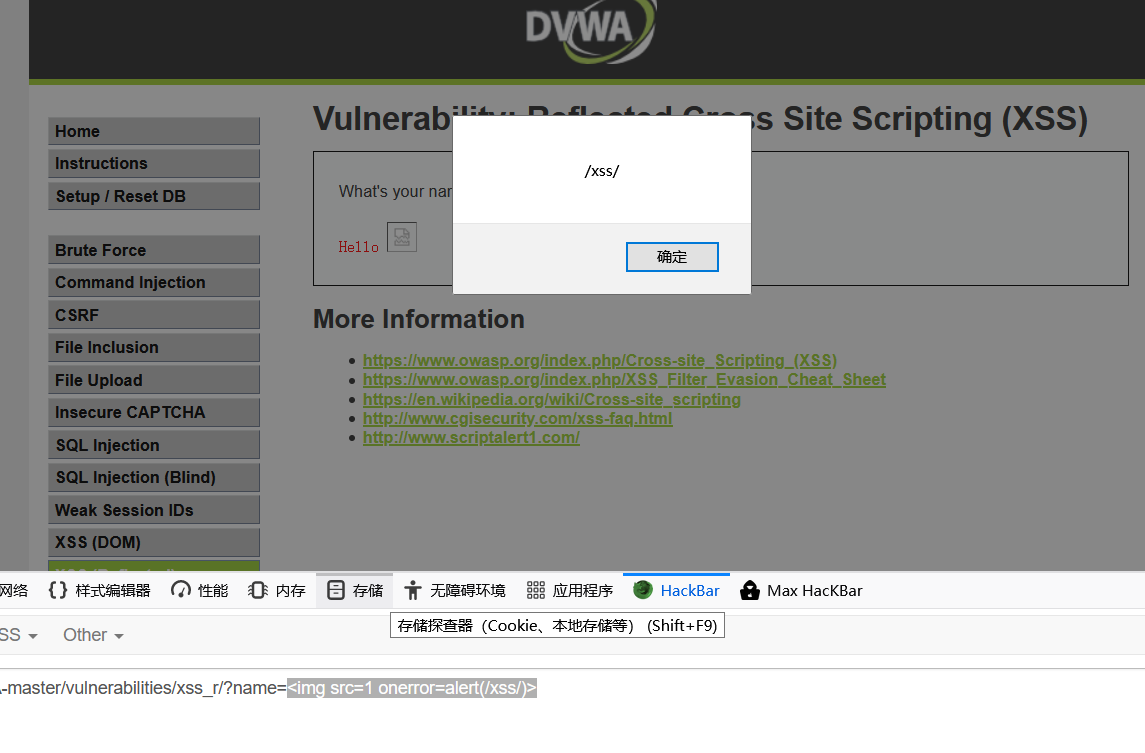 DVWA
Vulnerability: Reflected Cross Site Scripting (XSS)
Home
Instructions
Setup / Reset DB
Brute Force
Command Injection
CSRF
File Inclusion
File Upload
Insecure CAPTCHA
SQL Injection
SQL Injection (Blind)
Weak Session IDs
XSS (DOM)
What's your nam
Hello
/xss/
确定
More Information
https://www.owasp.org/index.php/Cross-site_Scripting_(XSS)
https://www.owasp.org/index.php/XSS_Filter_Evasion_Cheat_Sheet
https://en.wikipedia.org/wiki/Cross-site_scripting
http://www.cgisecurity.com/xss-faq.html
http://www.scriptalert1.com/
网络 {} 样式编辑器 性能 内存 存储 无障碍环境 应用程序 HackBar Max HacKBar
存储探查器（Cookie、本地存储等） (Shift+F9)
SS Other
-master/vulnerabilities/xss_r/?name=<img src=1 onerror=alert(/xss/)>